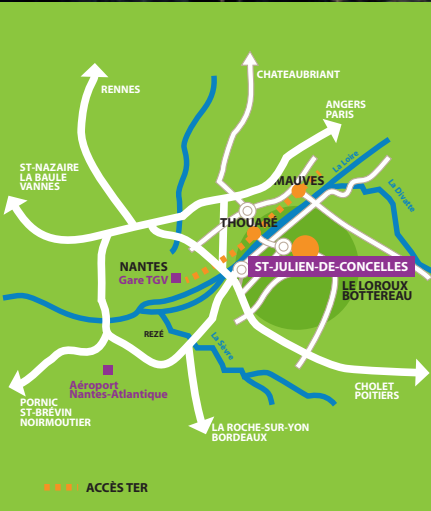 CHATEAUBRIANT
RENNES
ANGERS
PARIS
La Loire
ST-NAZAIRE
LA BAULE
VANNES
MAUVES
La Divatte
THOUARÉ
NANTES
Gare TGV
ST-JULIEN-DE-CONCELLES
LE LOROUX
BOTTEREAU
REZÉ
La Sèvre
Aéroport
Nantes-Atlantique
CHOLET
POITIERS
PORNIC
ST-BRÉVIN
NOIRMOUTIER
LA ROCHE-SUR-YON
BORDEAUX
ACCÈS TER